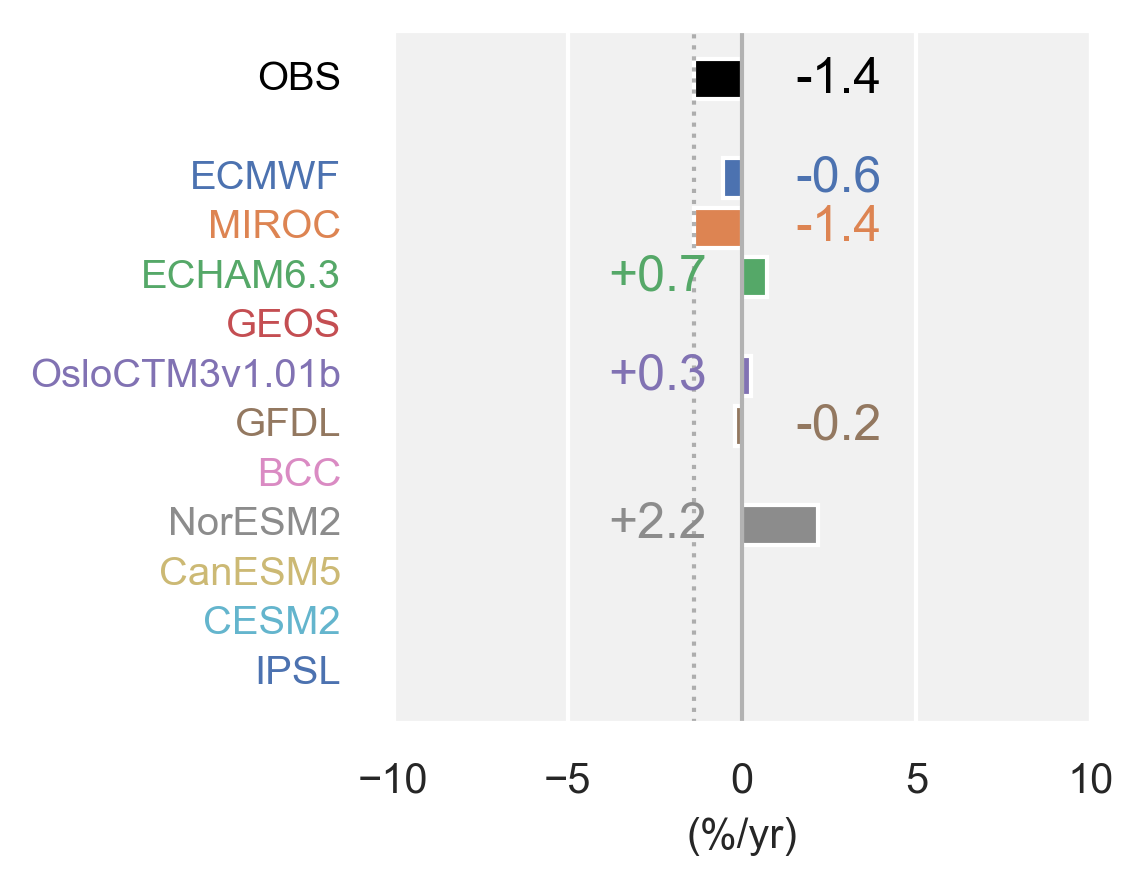 OBS -1.4
ECMWF -0.6
MIROC -1.4
ECHAM6.3 +0.7
GEOS
OsloCTM3v1.01b +0.3
GFDL -0.2
BCC
NorESM2 +2.2
CanESM5
CESM2
IPSL
−10 −5 0 5 10
(%/yr)